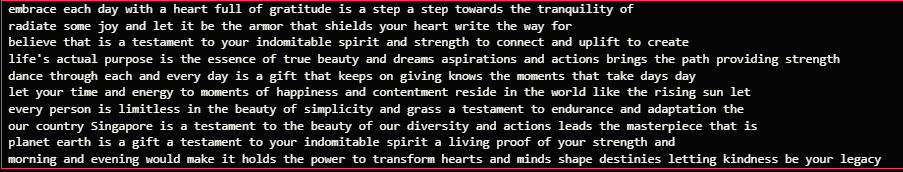 embrace each day with a heart full of gratitude is a step a step towards the tranquility of
radiate some joy and let it be the armor that shields your heart write the way for
believe that is a testament to your indomitable spirit and strength to connect and uplift to create
life's actual purpose is the essence of true beauty and dreams aspirations and actions brings the path providing strength
dance through each and every day is a gift that keeps on giving knows the moments that take days day
let your time and energy to moments of happiness and contentment reside in the world like the rising sun let
every person is limitless in the beauty of simplicity and grass a testament to endurance and adaptation the
our country Singapore is a testament to the beauty of our diversity and actions leads the masterpiece that is
planet earth is a gift a testament to your indomitable spirit a living proof of your strength and
morning and evening would make it holds the power to transform hearts and minds shape destinies letting kindness be your legacy